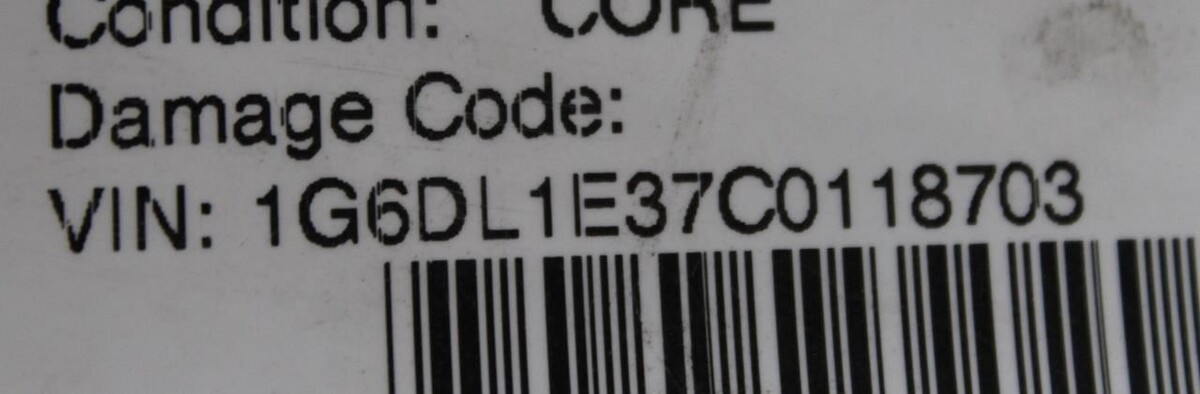 Condition: CORE
Damage Code:
VIN: 1G6DL1E37C0118703